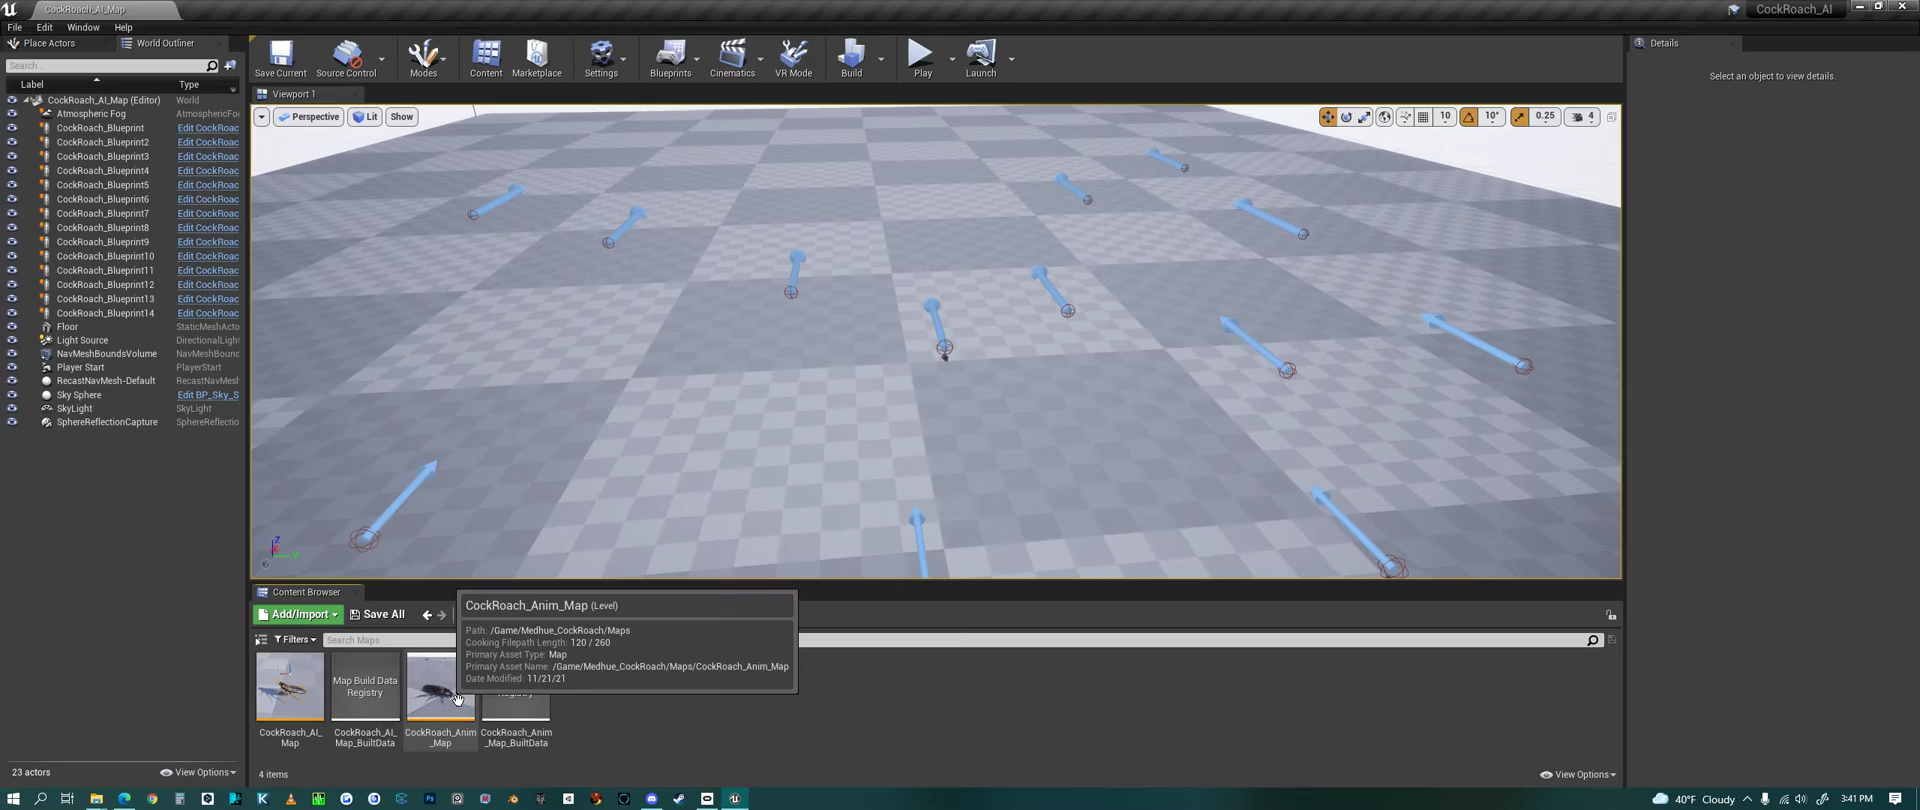 CockRoach_AI_Map
CockRoach_AI
File Edit Window Help
Place Actors World Outliner
Search...
Label Type
CockRoach_AI_Map (Editor) World
Atmospheric Fog AtmosphericFo
CockRoach_Blueprint Edit CockRoac
CockRoach_Blueprint2 Edit CockRoac
CockRoach_Blueprint3 Edit CockRoac
CockRoach_Blueprint4 Edit CockRoac
CockRoach_Blueprint5 Edit CockRoac
CockRoach_Blueprint6 Edit CockRoac
CockRoach_Blueprint7 Edit CockRoac
CockRoach_Blueprint8 Edit CockRoac
CockRoach_Blueprint9 Edit CockRoac
CockRoach_Blueprint10 Edit CockRoac
CockRoach_Blueprint11 Edit CockRoac
CockRoach_Blueprint12 Edit CockRoac
CockRoach_Blueprint13 Edit CockRoac
CockRoach_Blueprint14 Edit CockRoac
Floor StaticMeshActo
Light Source DirectionalLight
NavMeshBoundsVolume NavMeshBound
Player Start PlayerStart
RecastNavMesh-Default RecastNavMesh
Sky Sphere Edit BP_Sky_S
SkyLight SkyLight
SphereReflectionCapture SphereReflectio
23 actors View Options
Save Current Source Control Modes Content Marketplace Settings Blueprints Cinematics VR Mode Build Play Launch
Viewport 1
Perspective Lit Show
10 10° 0.25 4
Z
X
Y
Details
Select an object to view details.
Content Browser
Add/Import Save All
Filters Search Maps
CockRoach_Anim_Map (Level)
Path: /Game/Medhue_CockRoach/Maps
Cooking Filepath Length: 120 / 260
Primary Asset Type: Map
Primary Asset Name: /Game/Medhue_CockRoach/Maps/CockRoach_Anim_Map
Date Modified: 11/21/21
Map Build Data
Registry
Registry
CockRoach_AI_
Map
CockRoach_AI_
Map_BuiltData
CockRoach_Anim
_Map
CockRoach_Anim
_Map_BuiltData
4 items View Options
40°F Cloudy 3:41 PM